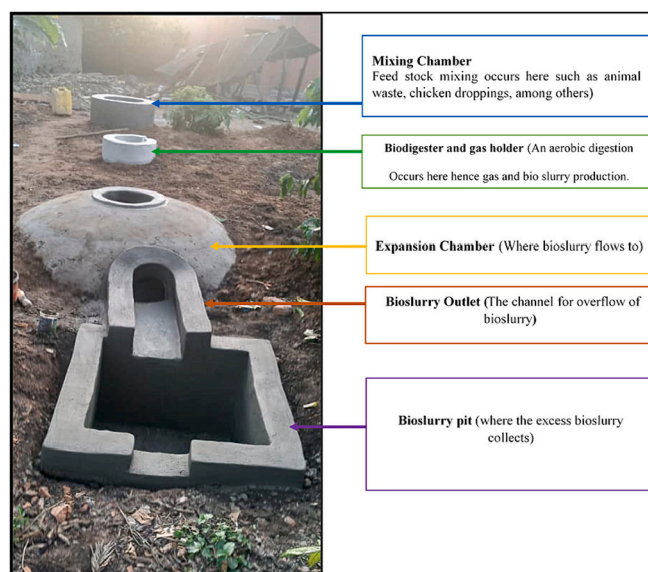 Mixing Chamber
Feed stock mixing occurs here such as animal
waste, chicken droppings, among others)
Biodigester and gas holder (An aerobic digestion
Occurs here hence gas and bio slurry production.
Expansion Chamber (Where bioslurry flows to)
Bioslurry Outlet (The channel for overflow of
bioslurry)
Bioslurry pit (where the excess bioslurry
collects)